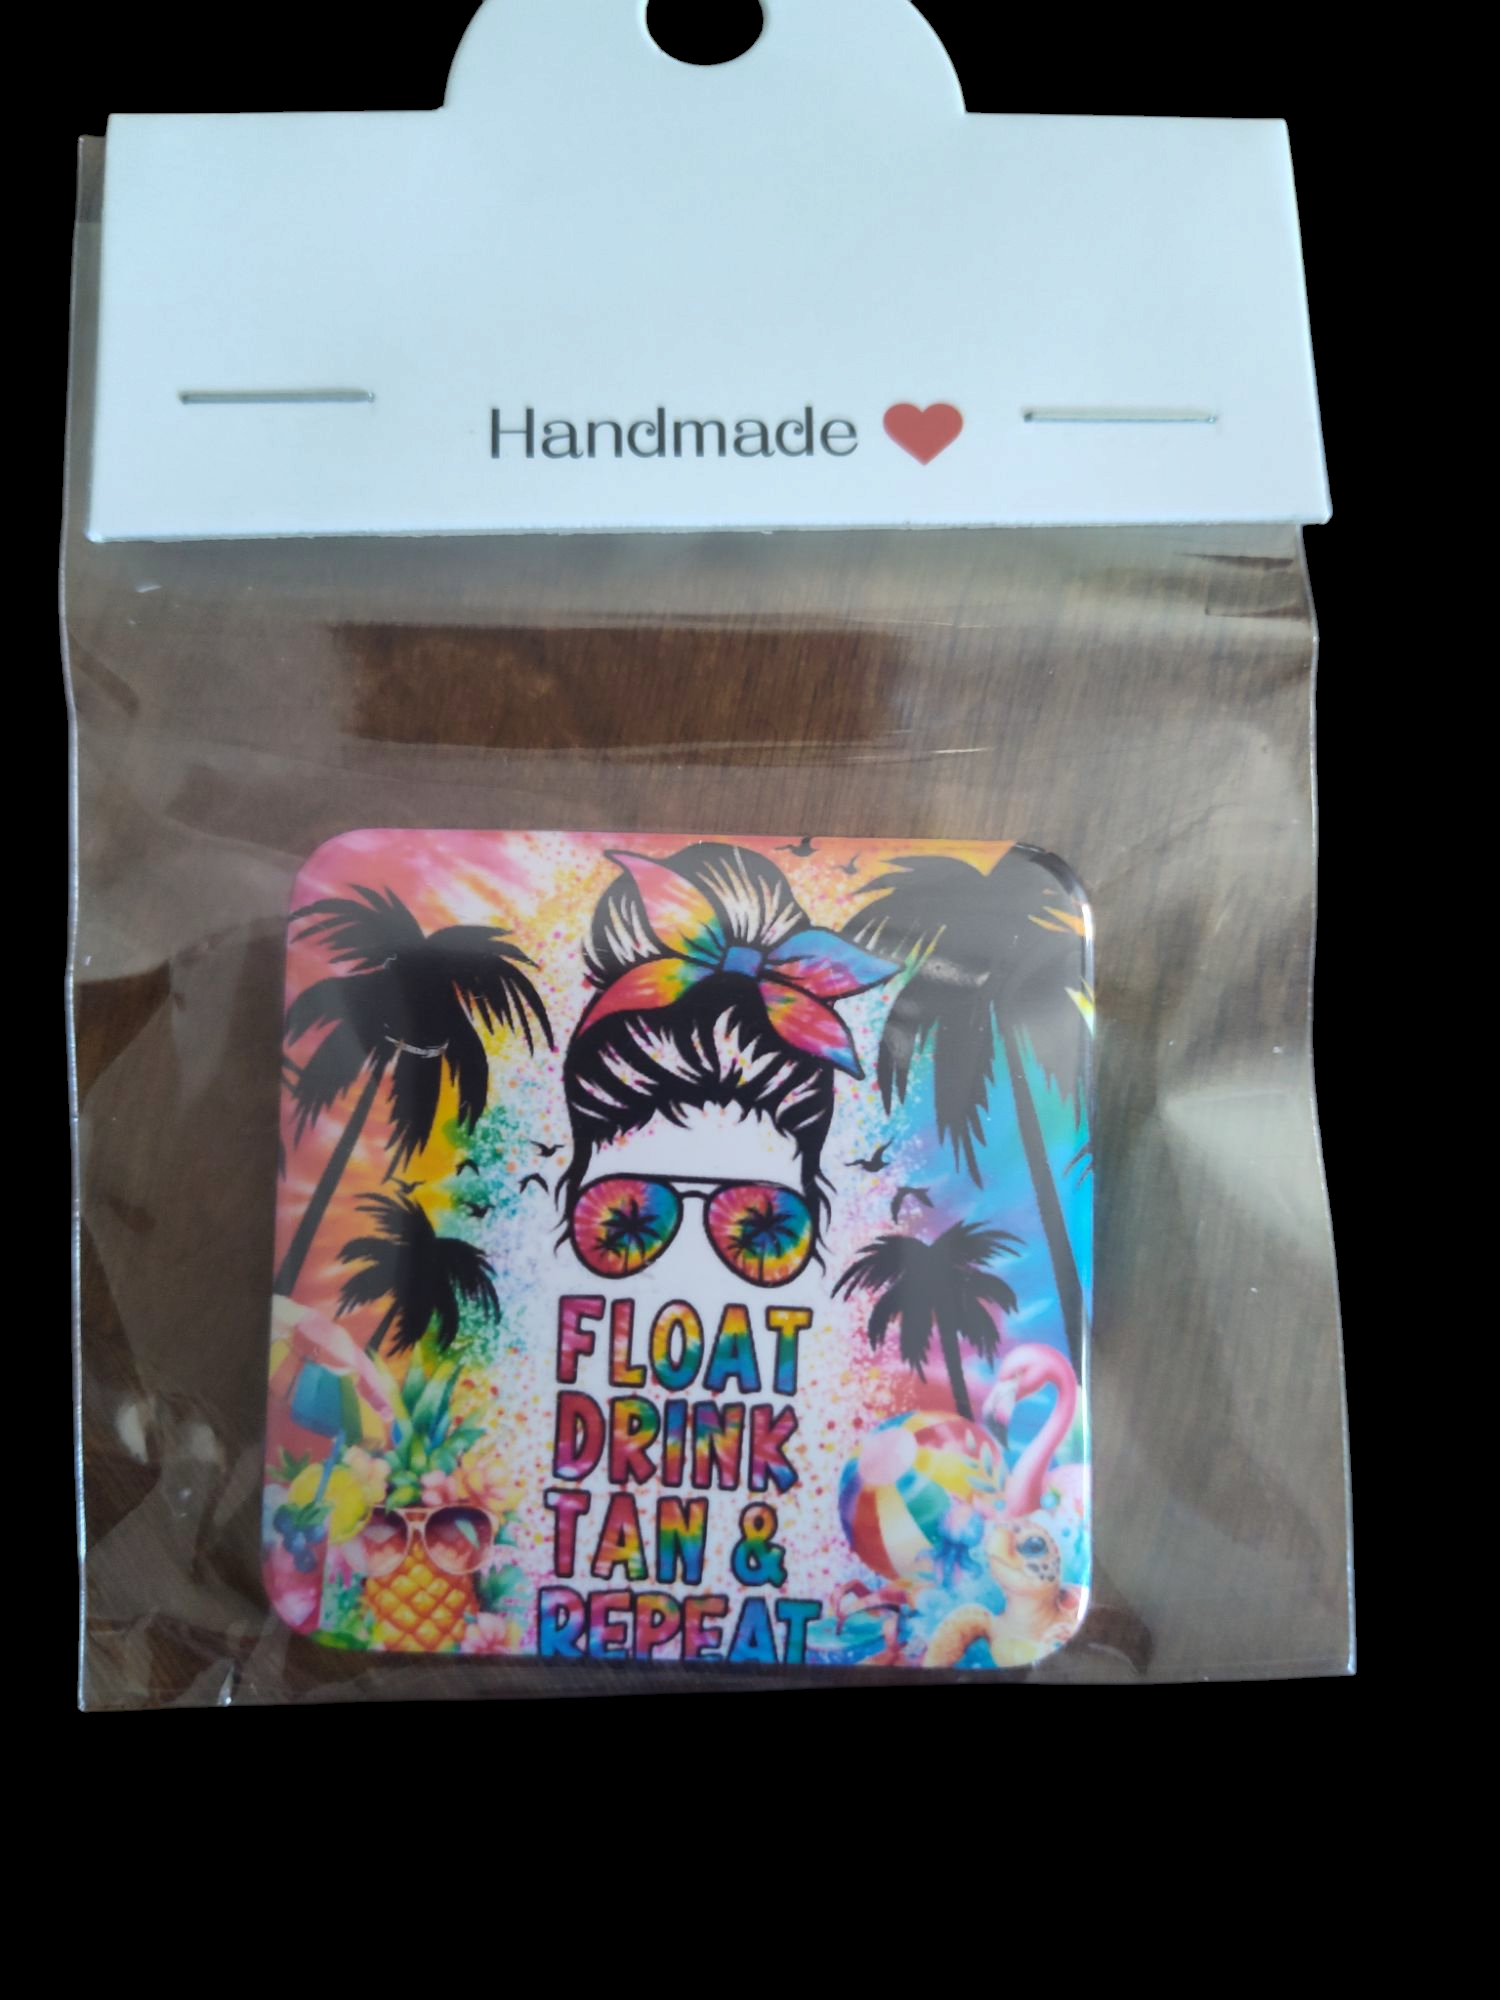 Handmade ❤
FLOAT
DRINK
TAN &
REPEAT